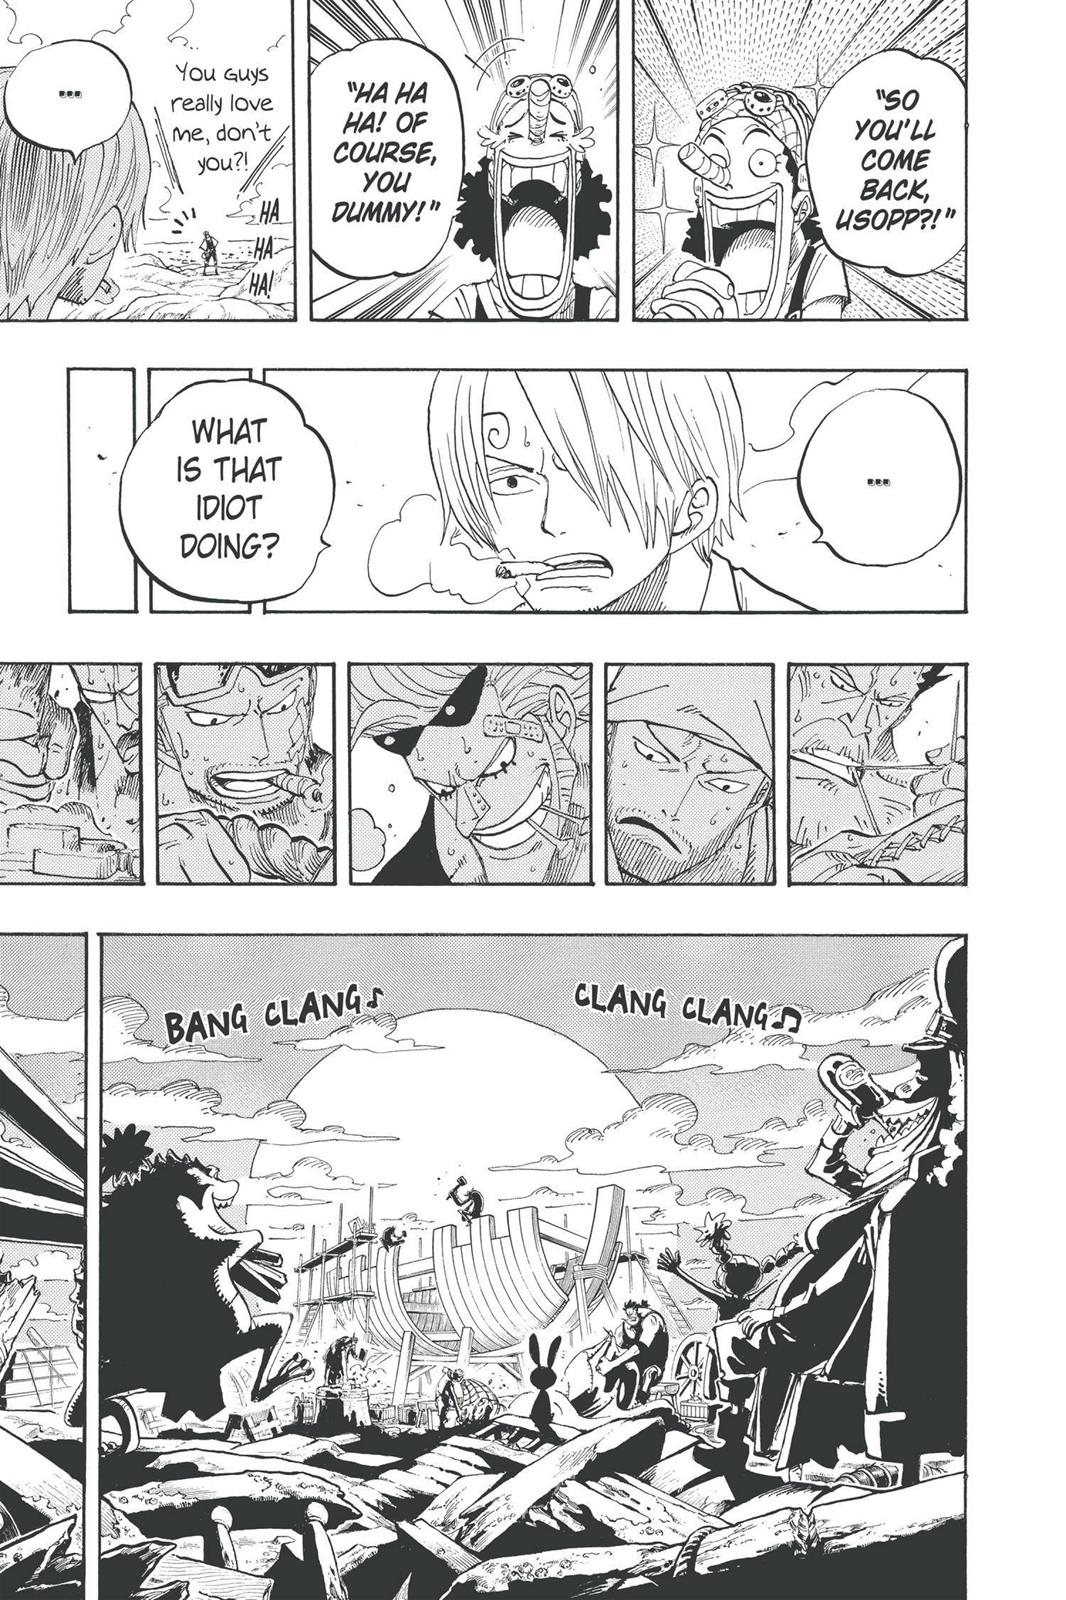 "SO
YOU'LL
COME
BACK,
USOPP?!"
"HA HA
HA! OF
COURSE,
YOU
DUMMY!"
You guys
really love
me, don't
you?!
HA
HA
HA!
...
...
WHAT
IS THAT
IDIOT
DOING?
CLANG CLANG♫
BANG CLANG♪